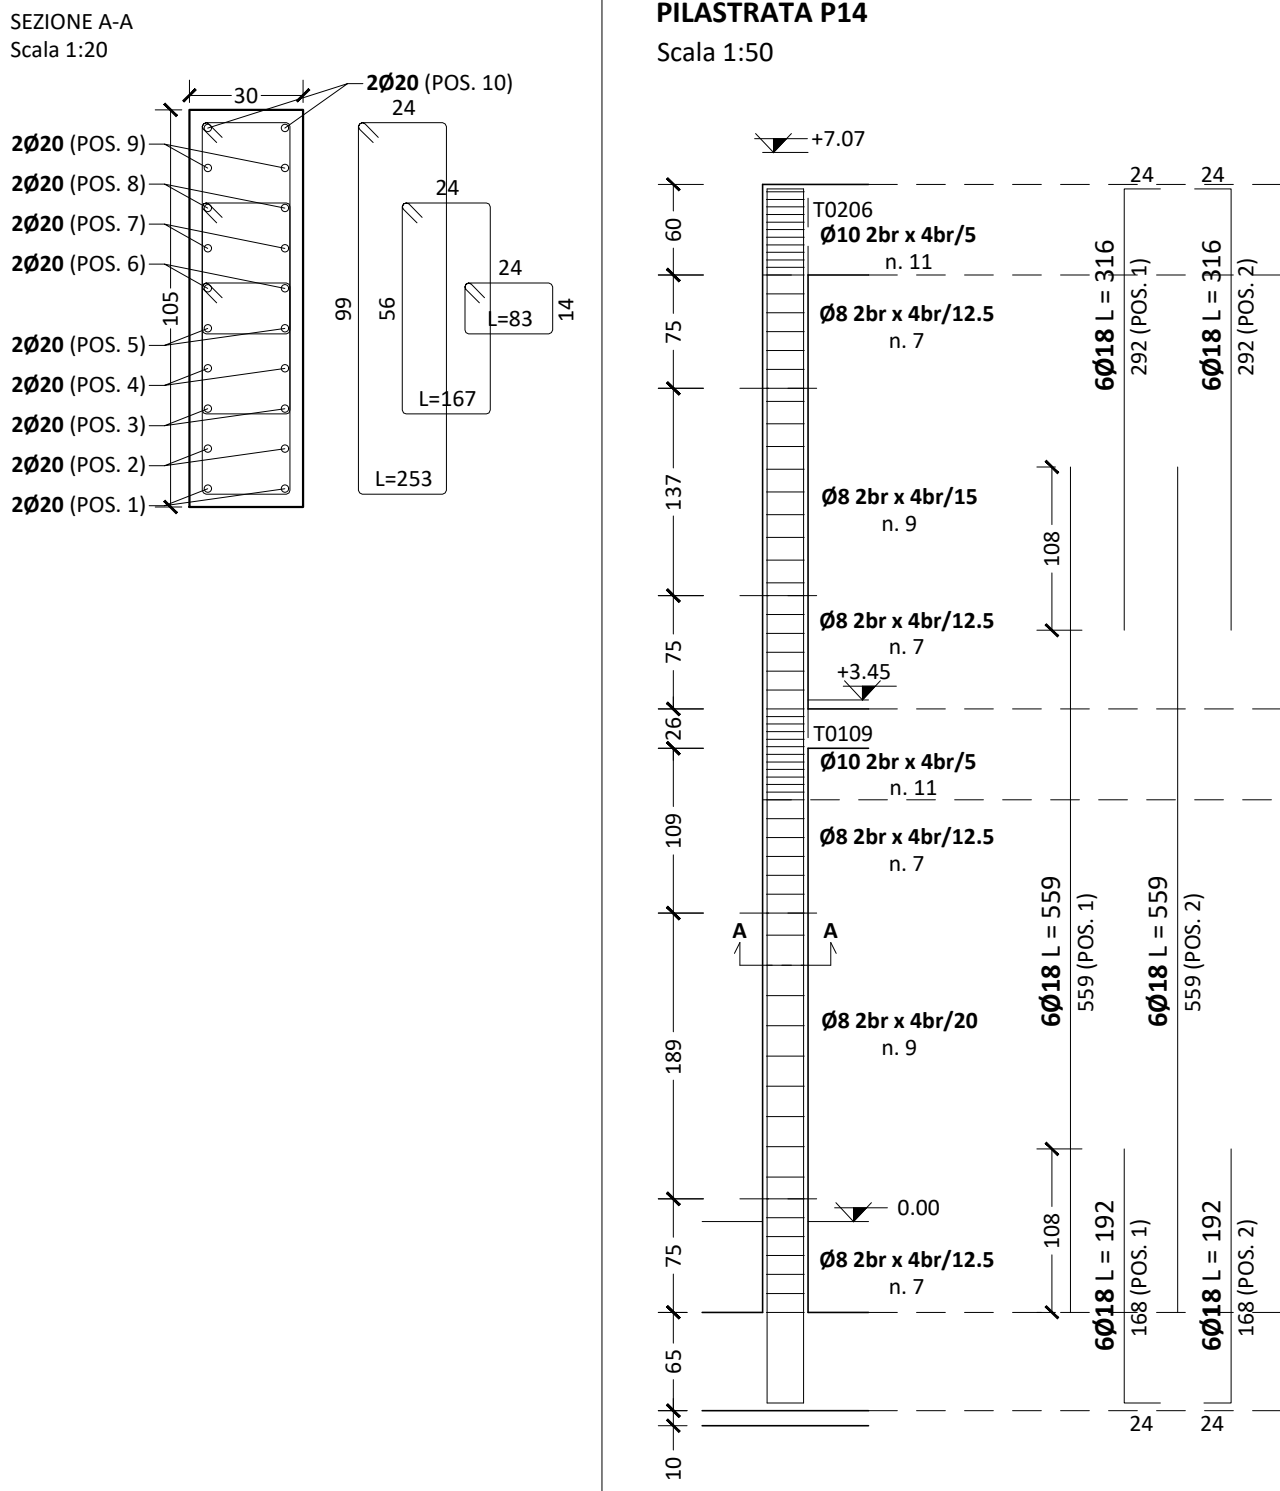 SEZIONE A-A
Scala 1:20
30
2Ø20 (POS. 10)
105
2Ø20 (POS. 9)
2Ø20 (POS. 8)
2Ø20 (POS. 7)
2Ø20 (POS. 6)
2Ø20 (POS. 5)
2Ø20 (POS. 4)
2Ø20 (POS. 3)
2Ø20 (POS. 2)
2Ø20 (POS. 1)
24
99
L=253
24
56
L=167
24
14
L=83
PILASTRATA P14
Scala 1:50
+7.07
60
75
137
75
26
109
189
75
65
10
T0206
Ø10 2br x 4br/5
n. 11
Ø8 2br x 4br/12.5
n. 7
Ø8 2br x 4br/15
n. 9
Ø8 2br x 4br/12.5
n. 7
+3.45
T0109
Ø10 2br x 4br/5
n. 11
Ø8 2br x 4br/12.5
n. 7
A
A
Ø8 2br x 4br/20
n. 9
0.00
Ø8 2br x 4br/12.5
n. 7
24
24
6Ø18 L = 316
292 (POS. 1)
6Ø18 L = 316
292 (POS. 2)
108
6Ø18 L = 559
559 (POS. 1)
6Ø18 L = 559
559 (POS. 2)
108
6Ø18 L = 192
168 (POS. 1)
6Ø18 L = 192
168 (POS. 2)
24
24